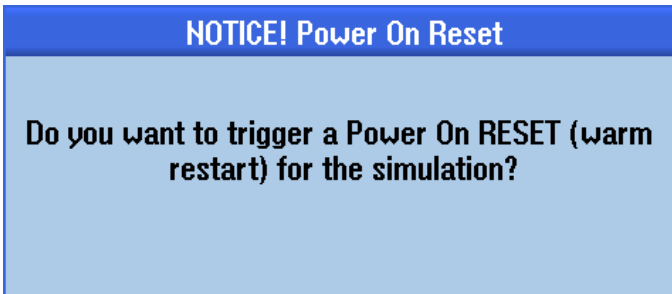 NOTICE! Power On Reset
Do you want to trigger a Power On RESET (warm
restart) for the simulation?